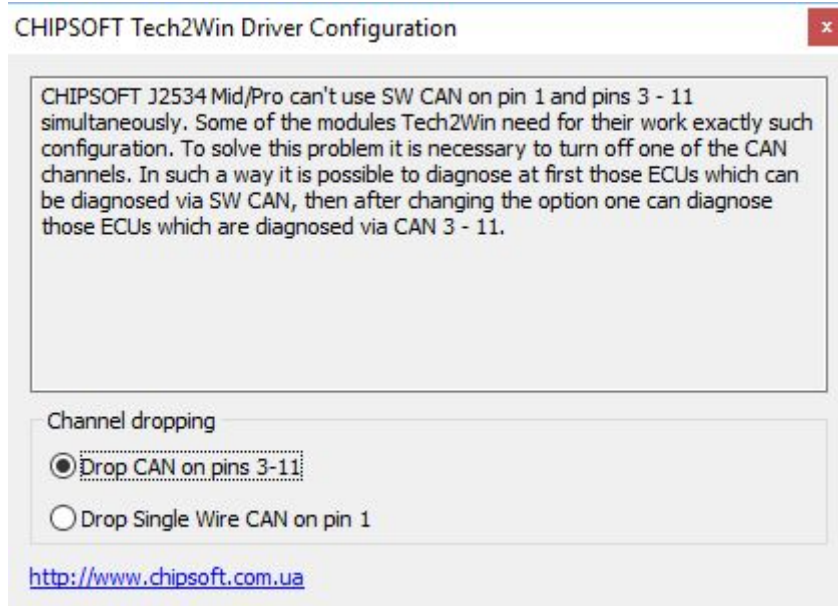 CHIPSOFT Tech2Win Driver Configuration
x
CHIPSOFT J2534 Mid/Pro can't use SW CAN on pin 1 and pins 3 - 11
simultaneously. Some of the modules Tech2Win need for their work exactly such
configuration. To solve this problem it is necessary to turn off one of the CAN
channels. In such a way it is possible to diagnose at first those ECUs which can
be diagnosed via SW CAN, then after changing the option one can diagnose
those ECUs which are diagnosed via CAN 3 - 11.
Channel dropping
Drop CAN on pins 3-11
Drop Single Wire CAN on pin 1
http://www.chipsoft.com.ua